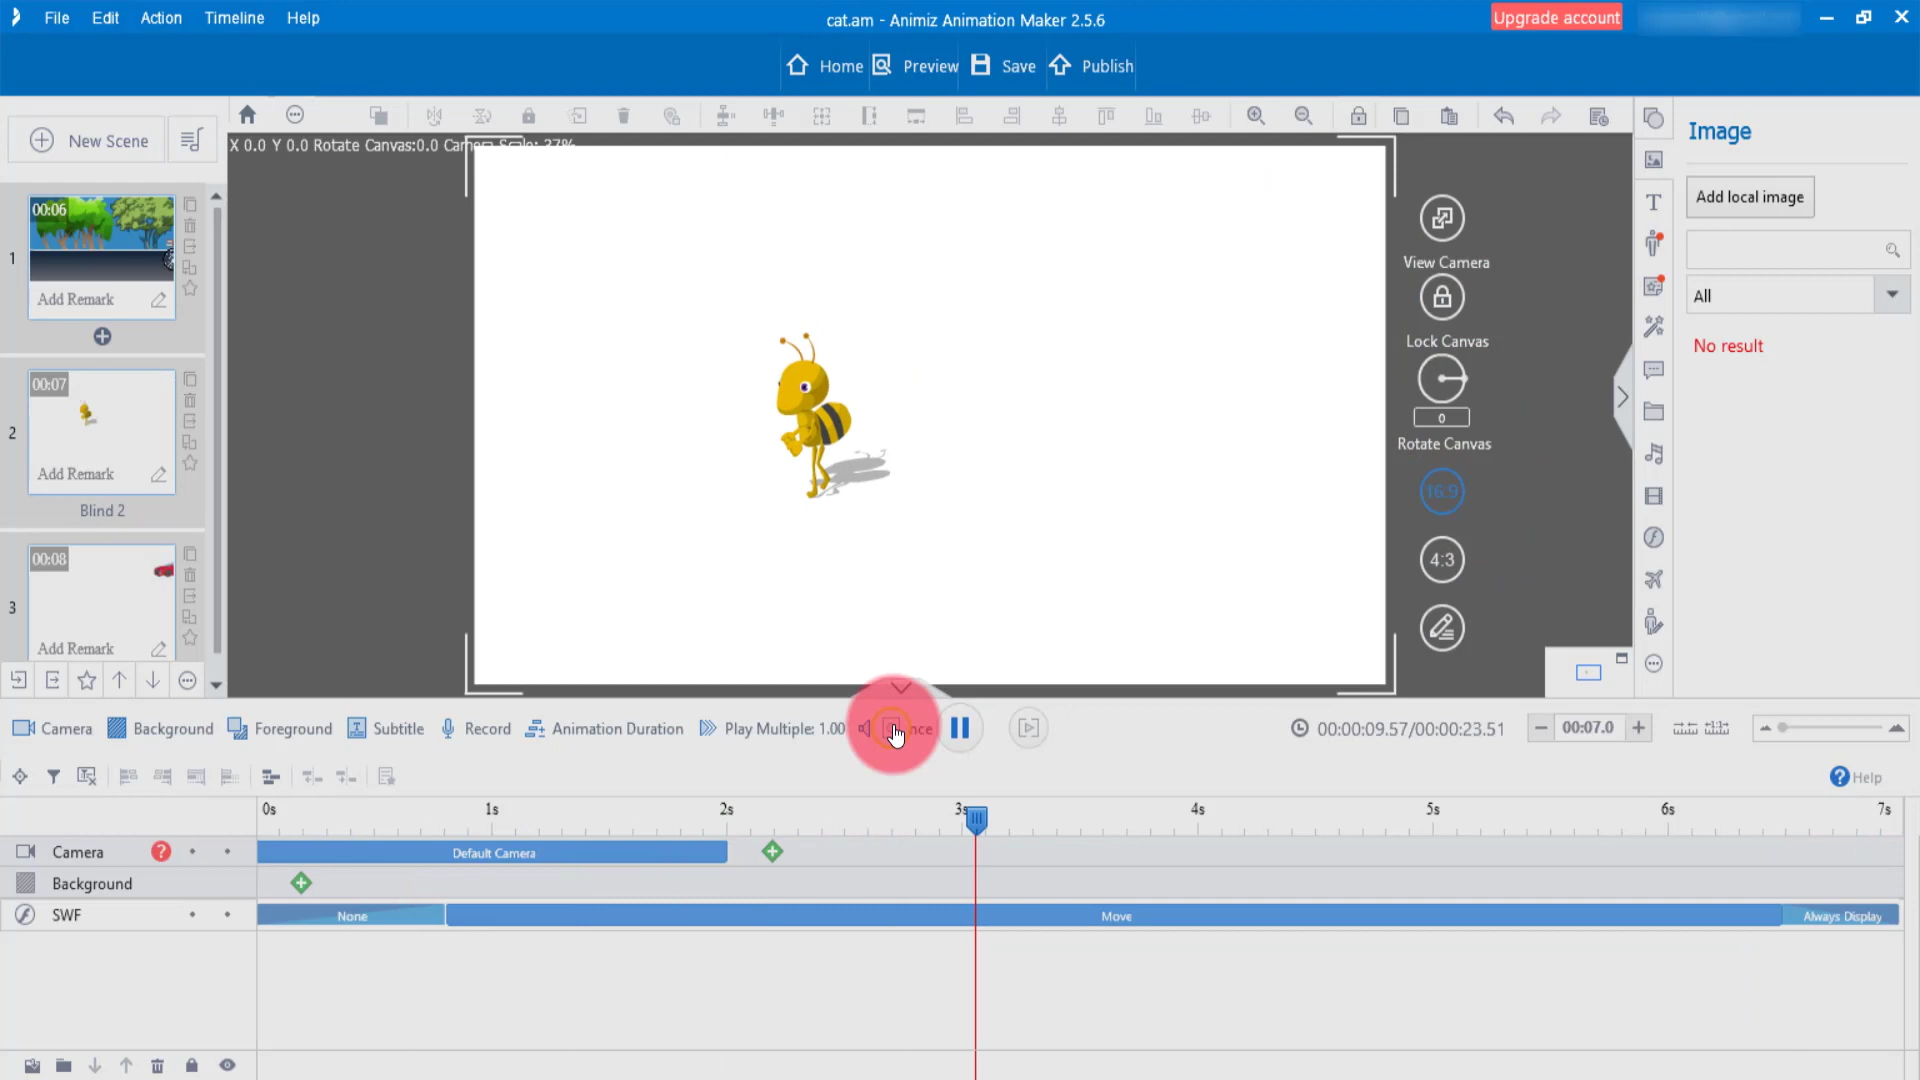 File Edit Action Timeline Help
cat.am - Animiz Animation Maker 2.5.6
Upgrade account
Home Preview Save Publish
New Scene
X 0.0 Y 0.0 Rotate Canvas:0.0 Camera Scale: 37%
Image
Add local image
All
No result
1
00:06
Add Remark
2
00:07
Add Remark
Blind 2
3
00:08
Add Remark
View Camera
Lock Canvas
0
Rotate Canvas
16:9
4:3
Camera Background Foreground Subtitle Record Animation Duration Play Multiple: 1.00
00:00:09.57/00:00:23.51
00:07.0
Help
0s 1s 2s 3s 4s 5s 6s 7s
Camera ? Default Camera
Background
SWF None Move Always Display